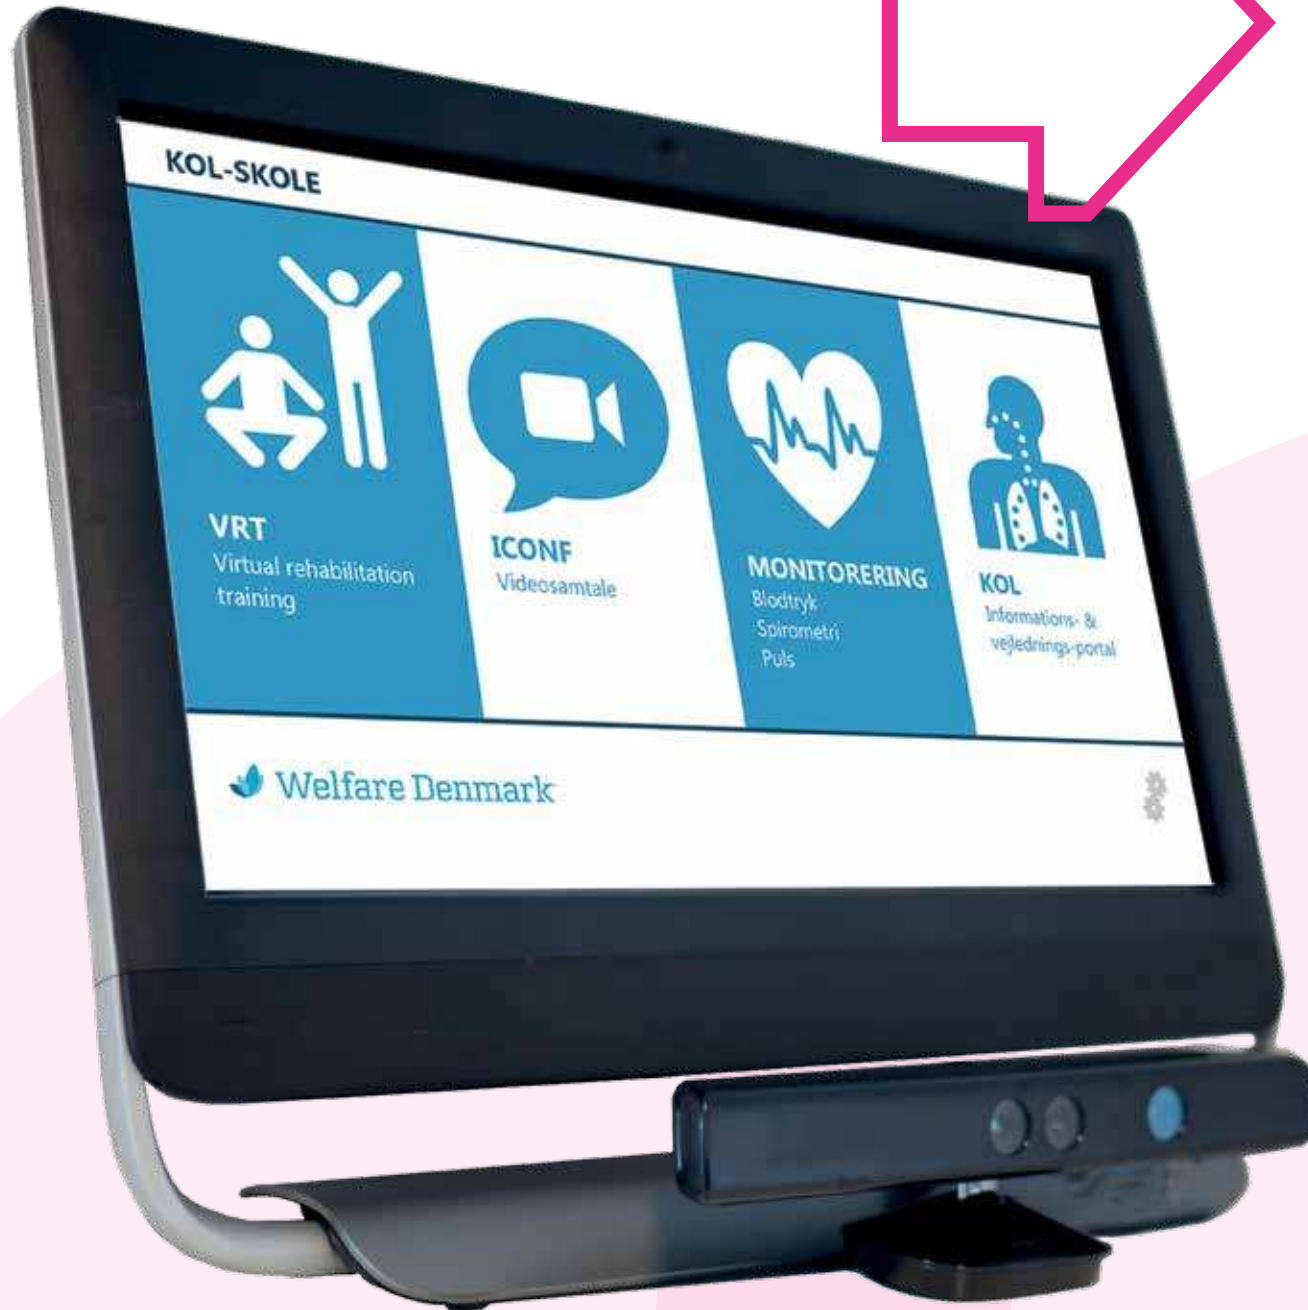 KOL-SKOLE
VRT
Virtual rehabilitation
training
ICONF
Videosamtale
MONITORERING
Blodtryk
Spirometri
Puls
KOL
Informations- &
vejlednings-portal
Welfare Denmark